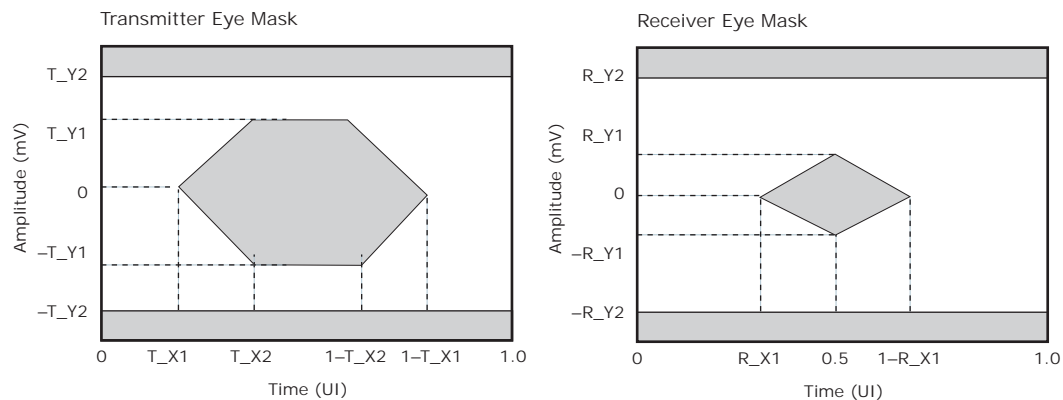 Transmitter Eye Mask
T_Y2
T_Y1
0
–T_Y1
–T_Y2
Amplitude (mV)
0 T_X1 T_X2 1–T_X2 1–T_X1 1.0
Time (UI)
Receiver Eye Mask
R_Y2
R_Y1
0
–R_Y1
–R_Y2
Amplitude (mV)
0 R_X1 0.5 1–R_X1 1.0
Time (UI)